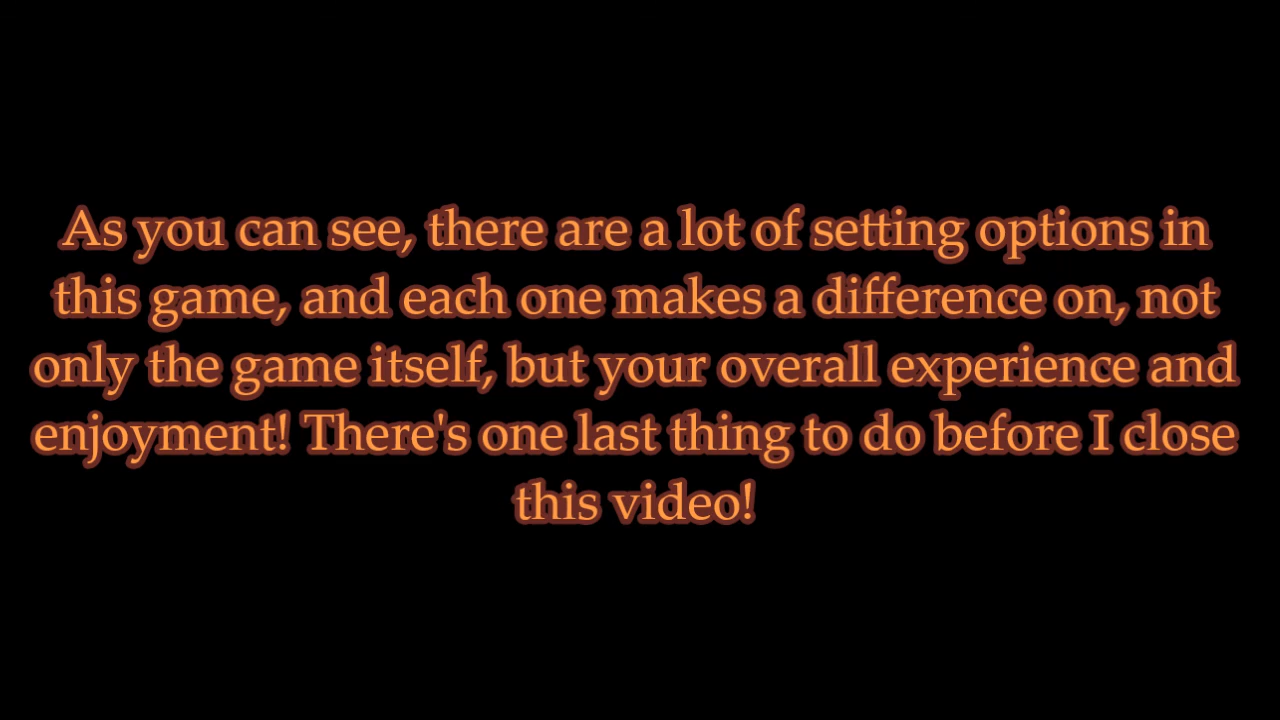 As you can see, there are a lot of setting options in
this game, and each one makes a difference on, not
only the game itself, but your overall experience and
enjoyment! There's one last thing to do before I close
this video!